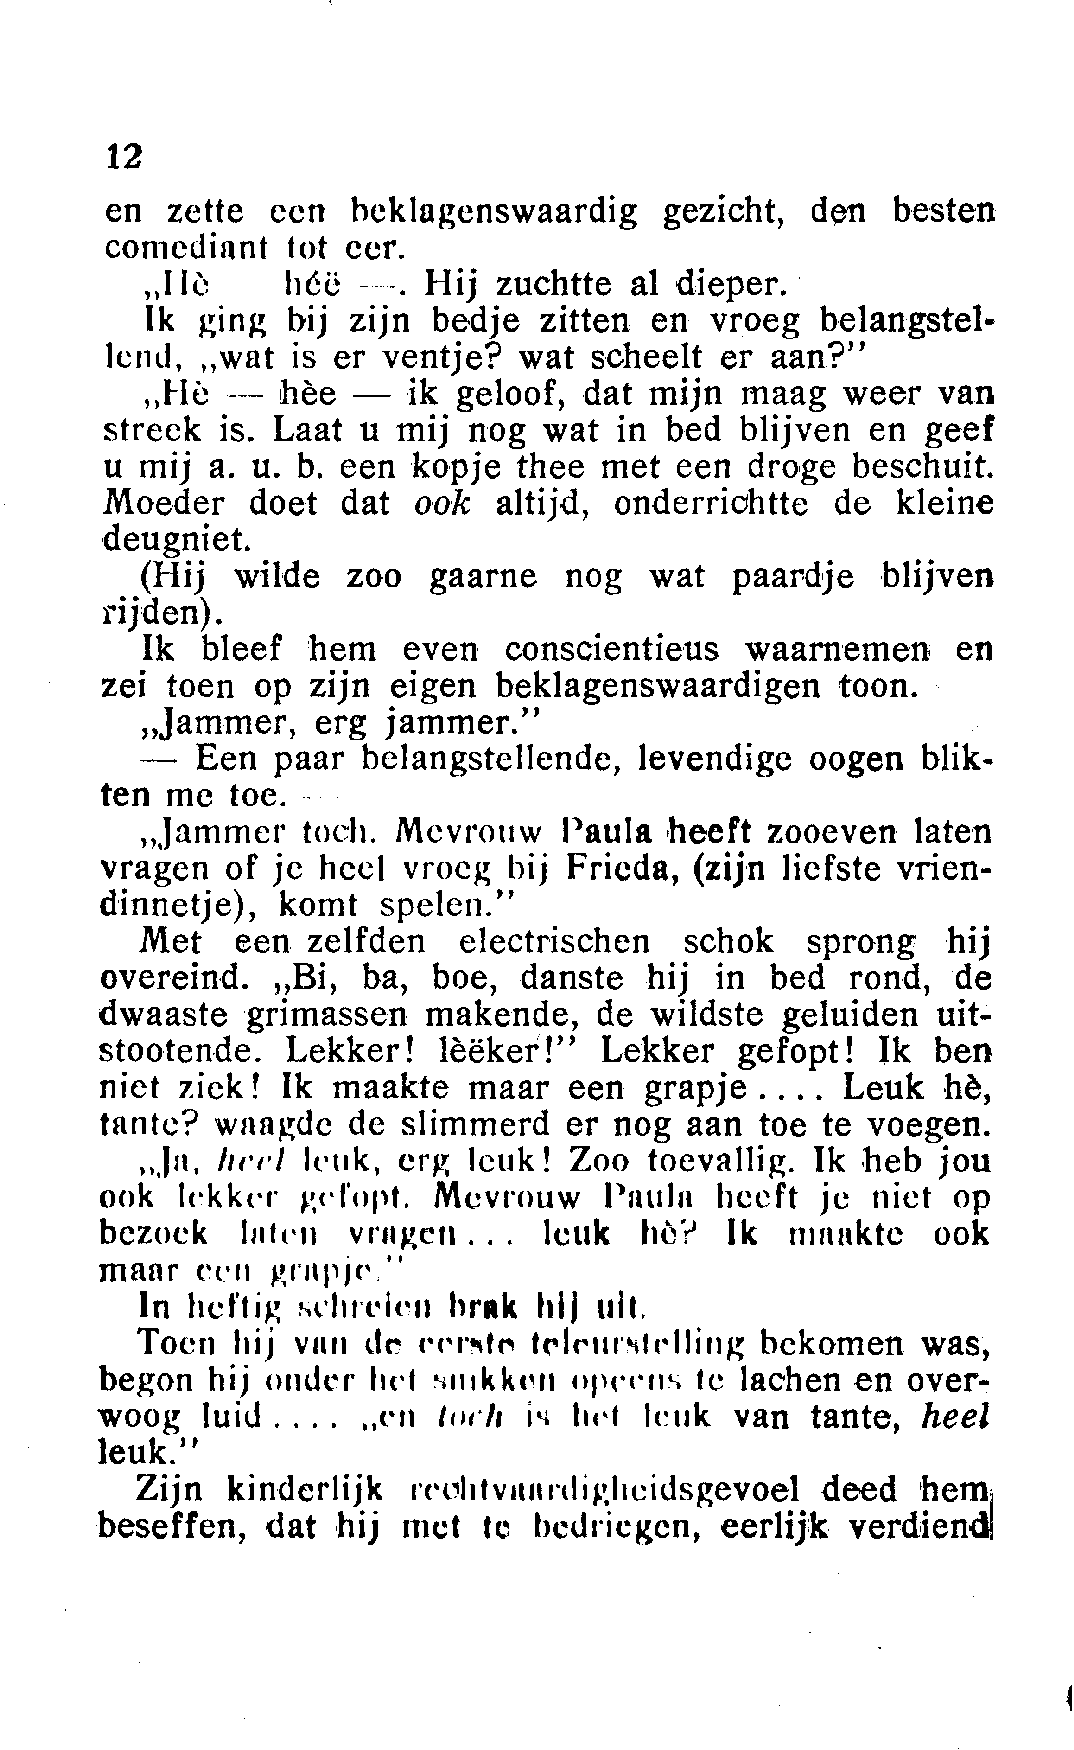 12
en zette een beklagenswaardig gezicht, den besten
comediant tot eer.
„Hè héë —. Hij zuchtte al dieper.
Ik ging bij zijn bedje zitten en vroeg belangstel-
lend, „wat is er ventje? wat scheelt er aan?”
„Hè — hèe — ik geloof, dat mijn maag weer van
streek is. Laat u mij nog wat in bed blijven en geef
u mij a. u. b. een kopje thee met een droge beschuit.
Moeder doet dat ook altijd, onderrichtte de kleine
deugniet.
(Hij wilde zoo gaarne nog wat paardje blijven
rijden).
Ik bleef hem even conscientieus waarnemen en
zei toen op zijn eigen beklagenswaardigen toon.
„Jammer, erg jammer.”
— Een paar belangstellende, levendige oogen blik-
ten me toe.
„Jammer toch. Mevrouw Paula heeft zooeven laten
vragen of je heel vroeg bij Frieda, (zijn liefste vrien-
dinnetje), komt spelen.”
Met een zelfden electrischen schok sprong hij
overeind. „Bi, ba, boe, danste hij in bed rond, de
dwaaste grimassen makende, de wildste geluiden uit-
stootende. Lekker! lèëker!” Lekker gefopt! Ik ben
niet ziek! Ik maakte maar een grapje .... Leuk hè,
tante? waagde de slimmerd er nog aan toe te voegen.
„Ja, heel leuk, erg leuk! Zoo toevallig. Ik heb jou
ook lekker gefopt. Mevrouw Paula heeft je niet op
bezoek laten vragen ... leuk hè? Ik maakte ook
maar een grapje.”
In heftig schreien brak hij uit.
Toen hij van de eerste teleurstelling bekomen was,
begon hij onder het snikken opeens te lachen en over-
woog luid .... „en toch is het leuk van tante, heel
leuk.”
Zijn kinderlijk rechtvaardigheidsgevoel deed hem
beseffen, dat hij met te bedriegen, eerlijk verdiend